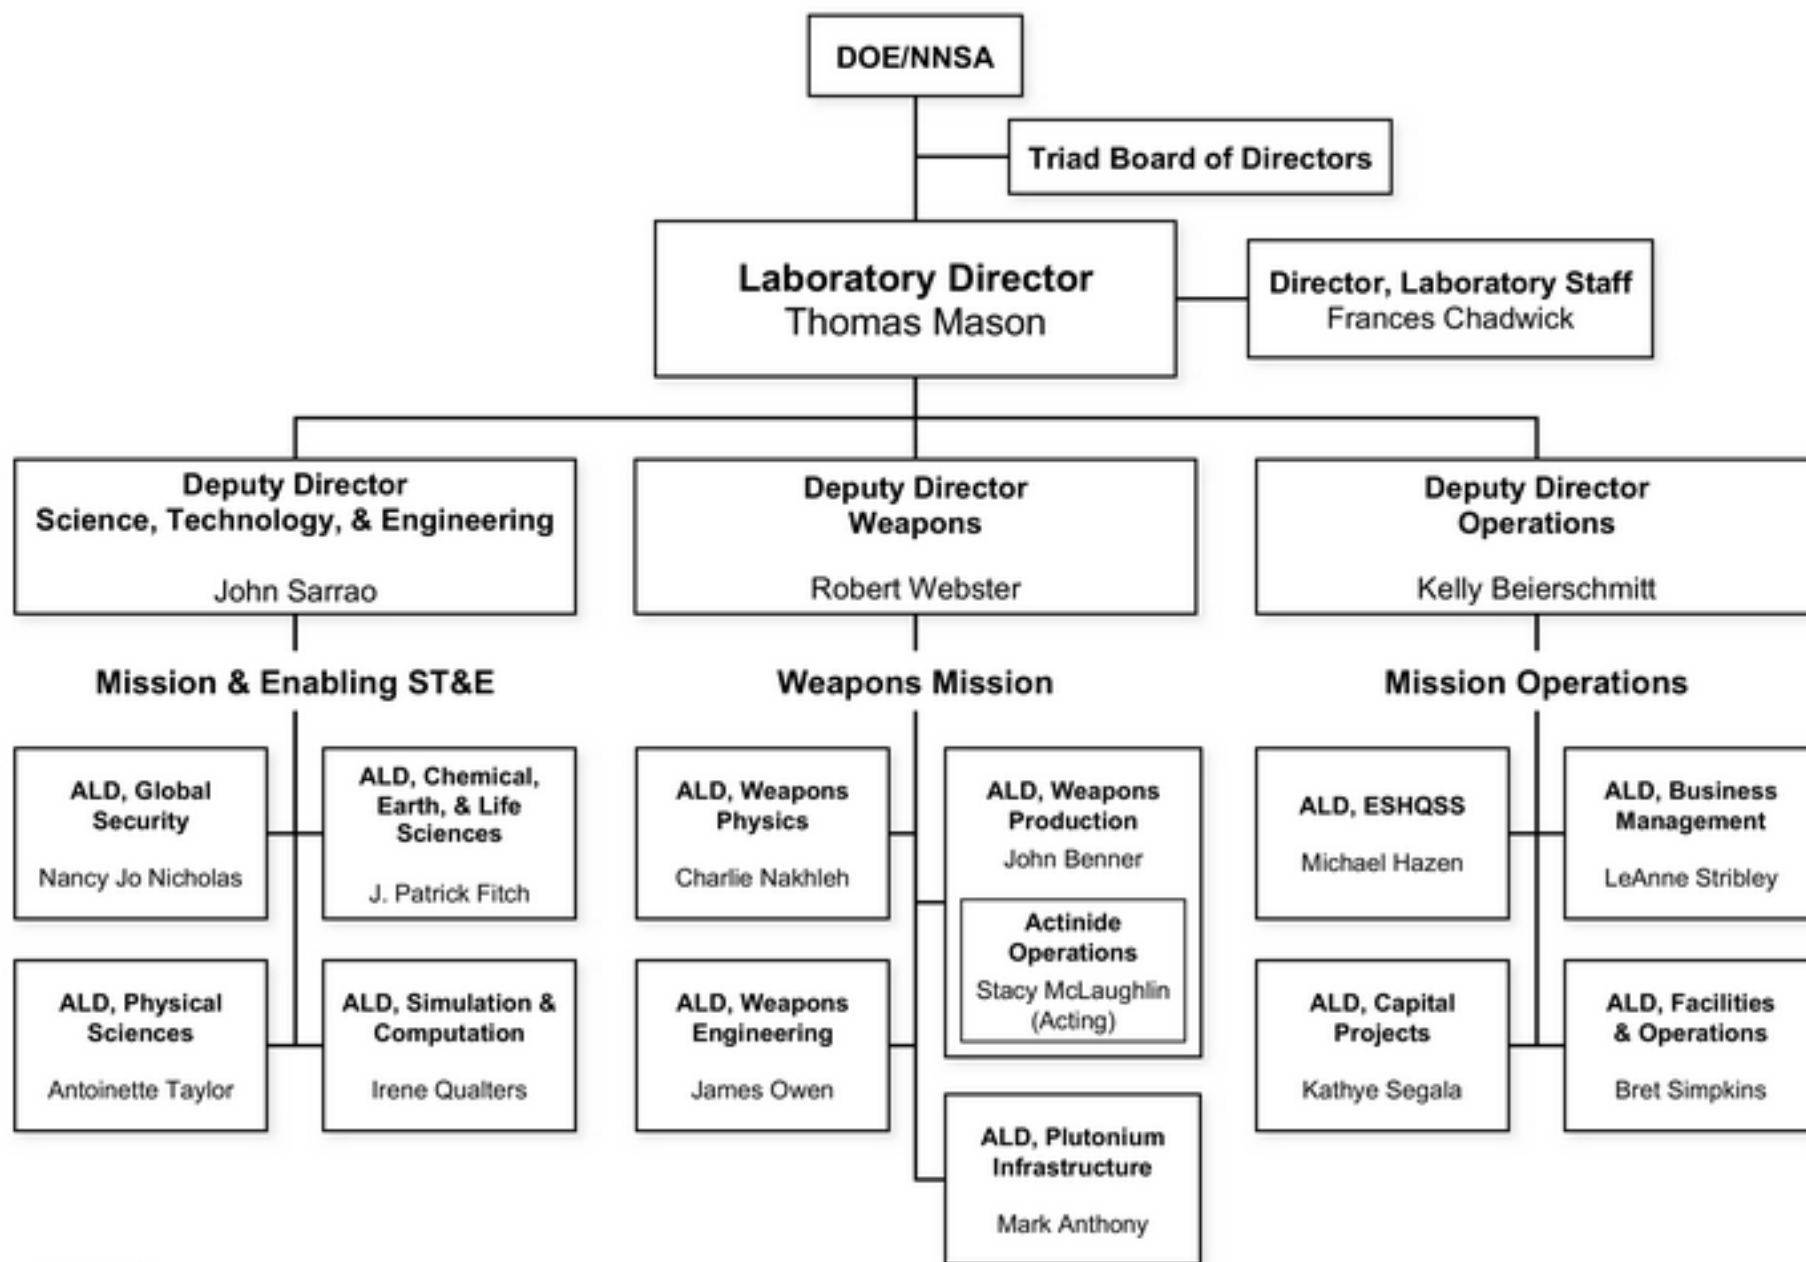 DOE/NNSA
Triad Board of Directors
Laboratory Director
Thomas Mason
Director, Laboratory Staff
Frances Chadwick
Deputy Director
Science, Technology, & Engineering
John Sarrao
Deputy Director
Weapons
Robert Webster
Deputy Director
Operations
Kelly Beierschmitt
Mission & Enabling ST&E
Weapons Mission
Mission Operations
ALD, Global
Security
Nancy Jo Nicholas
ALD, Chemical,
Earth, & Life
Sciences
J. Patrick Fitch
ALD, Weapons
Physics
Charlie Nakhleh
ALD, Weapons
Production
John Benner
Actinide
Operations
Stacy McLaughlin
(Acting)
ALD, ESHQSS
Michael Hazen
ALD, Business
Management
LeAnne Stribley
ALD, Physical
Sciences
Antoinette Taylor
ALD, Simulation &
Computation
Irene Qualters
ALD, Weapons
Engineering
James Owen
ALD, Plutonium
Infrastructure
Mark Anthony
ALD, Capital
Projects
Kathye Segala
ALD, Facilities
& Operations
Bret Simpkins